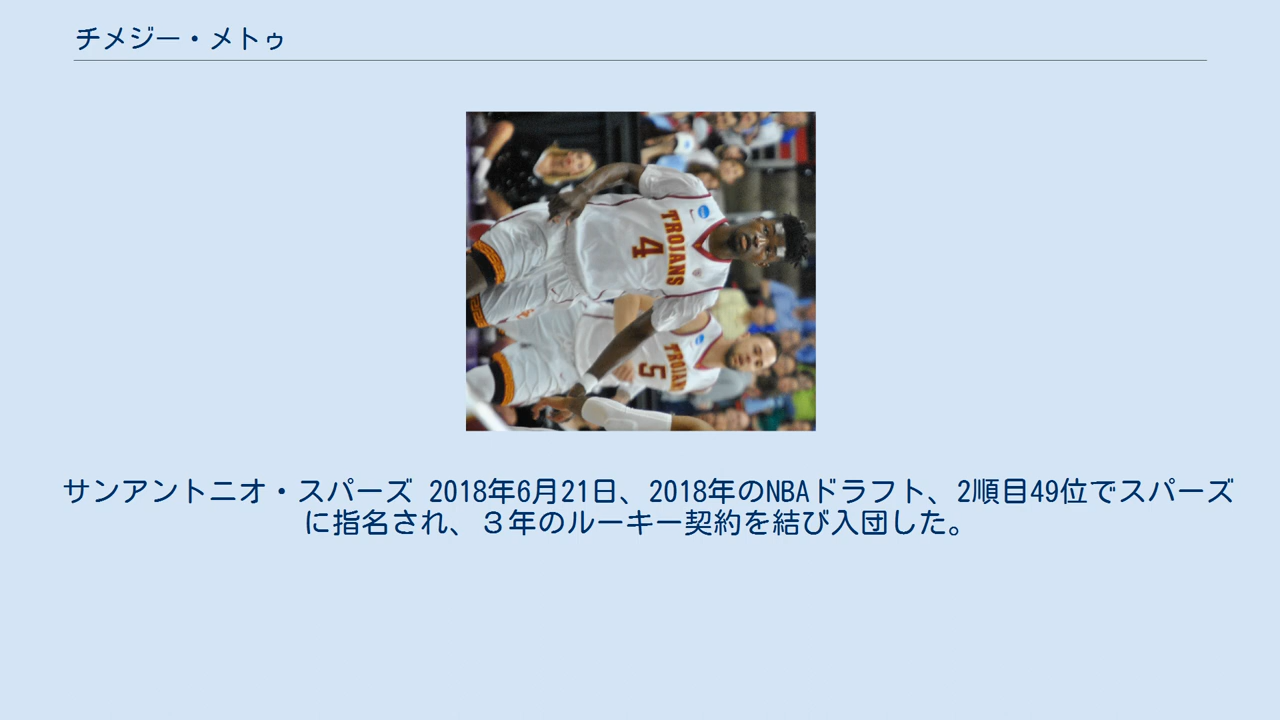 チメジー・メトゥ
TROJANS
4
TROJAN
5
サンアントニオ・スパーズ 2018年6月21日、2018年のNBAドラフト、2順目49位でスパーズ
に指名され、３年のルーキー契約を結び入団した。